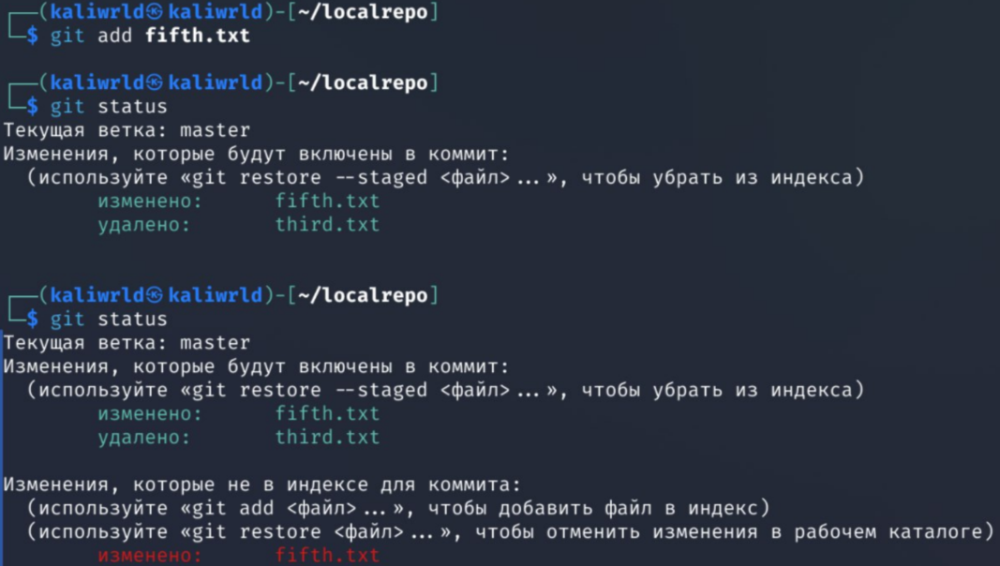 ┌──(kaliwrld㉿kaliwrld)-[~/localrepo]
└─$ git add fifth.txt
┌──(kaliwrld㉿kaliwrld)-[~/localrepo]
└─$ git status
Текущая ветка: master
Изменения, которые будут включены в коммит:
(используйте «git restore --staged <файл>...», чтобы убрать из индекса)
изменено: fifth.txt
удалено: third.txt
┌──(kaliwrld㉿kaliwrld)-[~/localrepo]
└─$ git status
Текущая ветка: master
Изменения, которые будут включены в коммит:
(используйте «git restore --staged <файл>...», чтобы убрать из индекса)
изменено: fifth.txt
удалено: third.txt
Изменения, которые не в индексе для коммита:
(используйте «git add <файл>...», чтобы добавить файл в индекс)
(используйте «git restore <файл>...», чтобы отменить изменения в рабочем каталоге)
изменено: fifth.txt